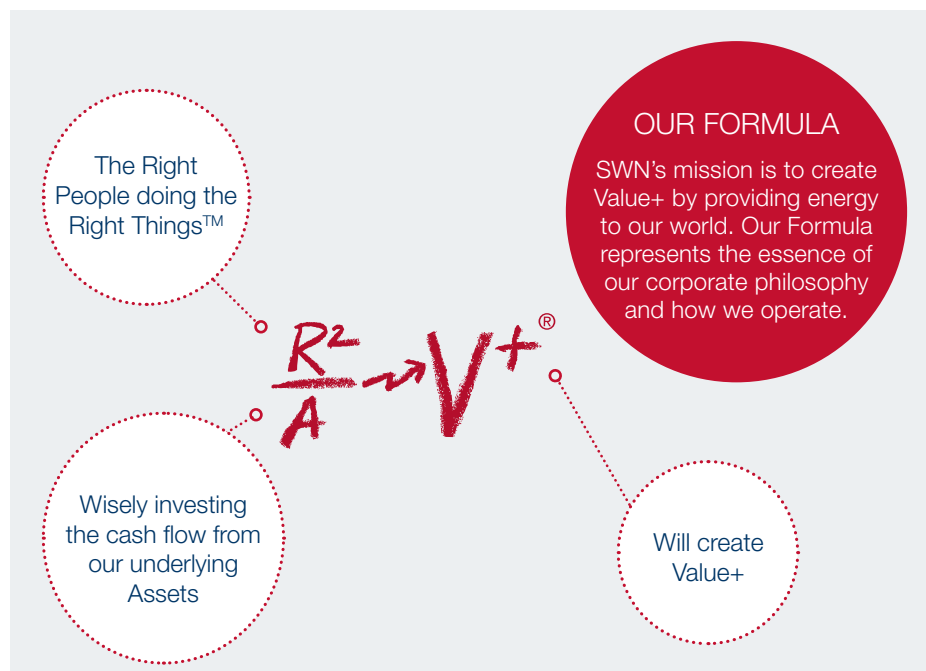 The Right
People doing the
Right Things™
OUR FORMULA
SWN’s mission is to create
Value+ by providing energy
to our world. Our Formula
represents the essence of
our corporate philosophy
and how we operate.
R²
A
V+®
Wisely investing
the cash flow from
our underlying
Assets
Will create
Value+